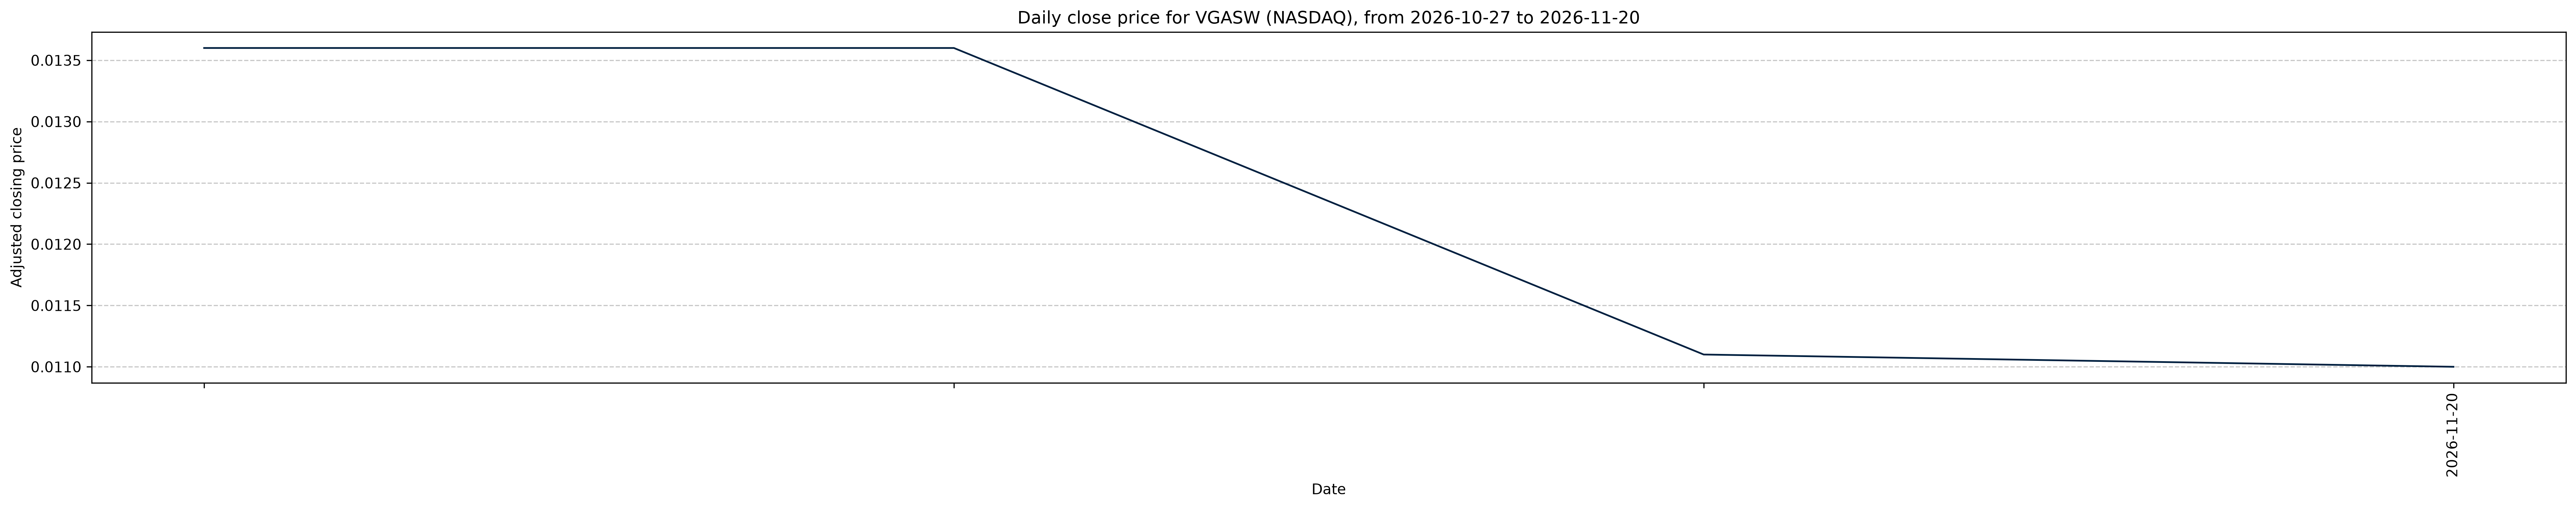 Daily close price for VGASW (NASDAQ), from 2026-10-27 to 2026-11-20
Adjusted closing price
0.0135
0.0130
0.0125
0.0120
0.0115
0.0110
2026-11-20
Date